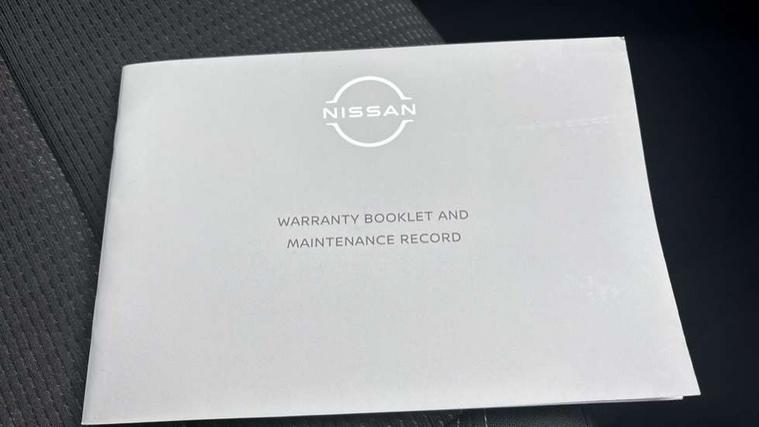 NISSAN
WARRANTY BOOKLET AND
MAINTENANCE RECORD